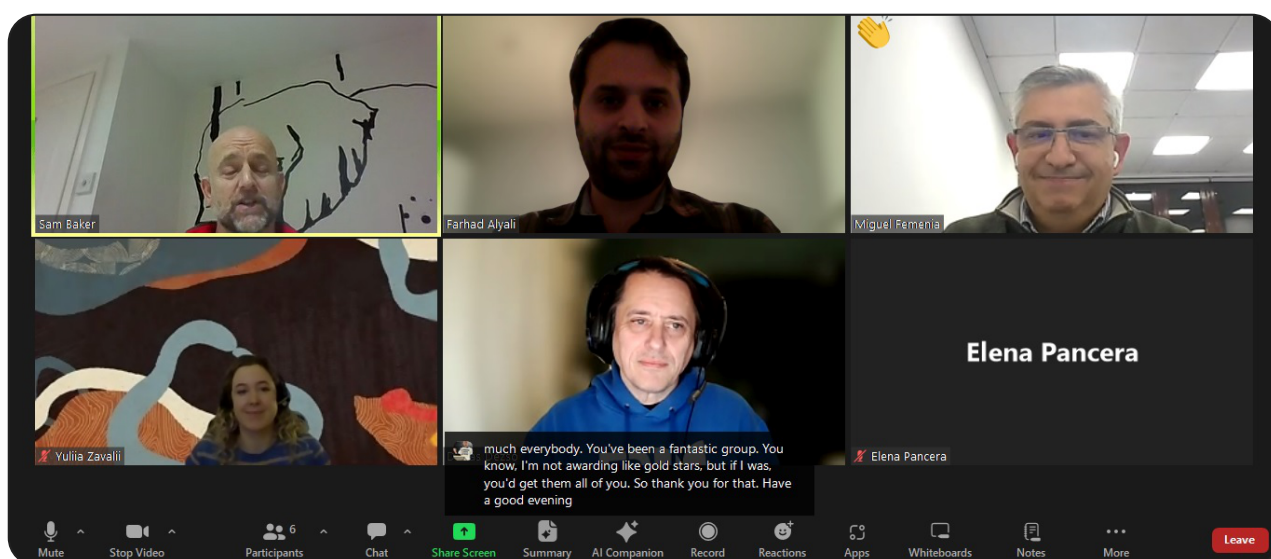 Sam Baker
Farhad Alyali
Miguel Femenia
Elena Pancera
Yuliia Zavalii
much everybody. You've been a fantastic group. You
know, I'm not awarding like gold stars, but if I was,
you'd get them all of you. So thank you for that. Have
a good evening
Elena Pancera
6
Mute
Stop Video
Participants
Chat
Share Screen
Summary
AI Companion
Record
Reactions
Apps
Whiteboards
Notes
More
Leave